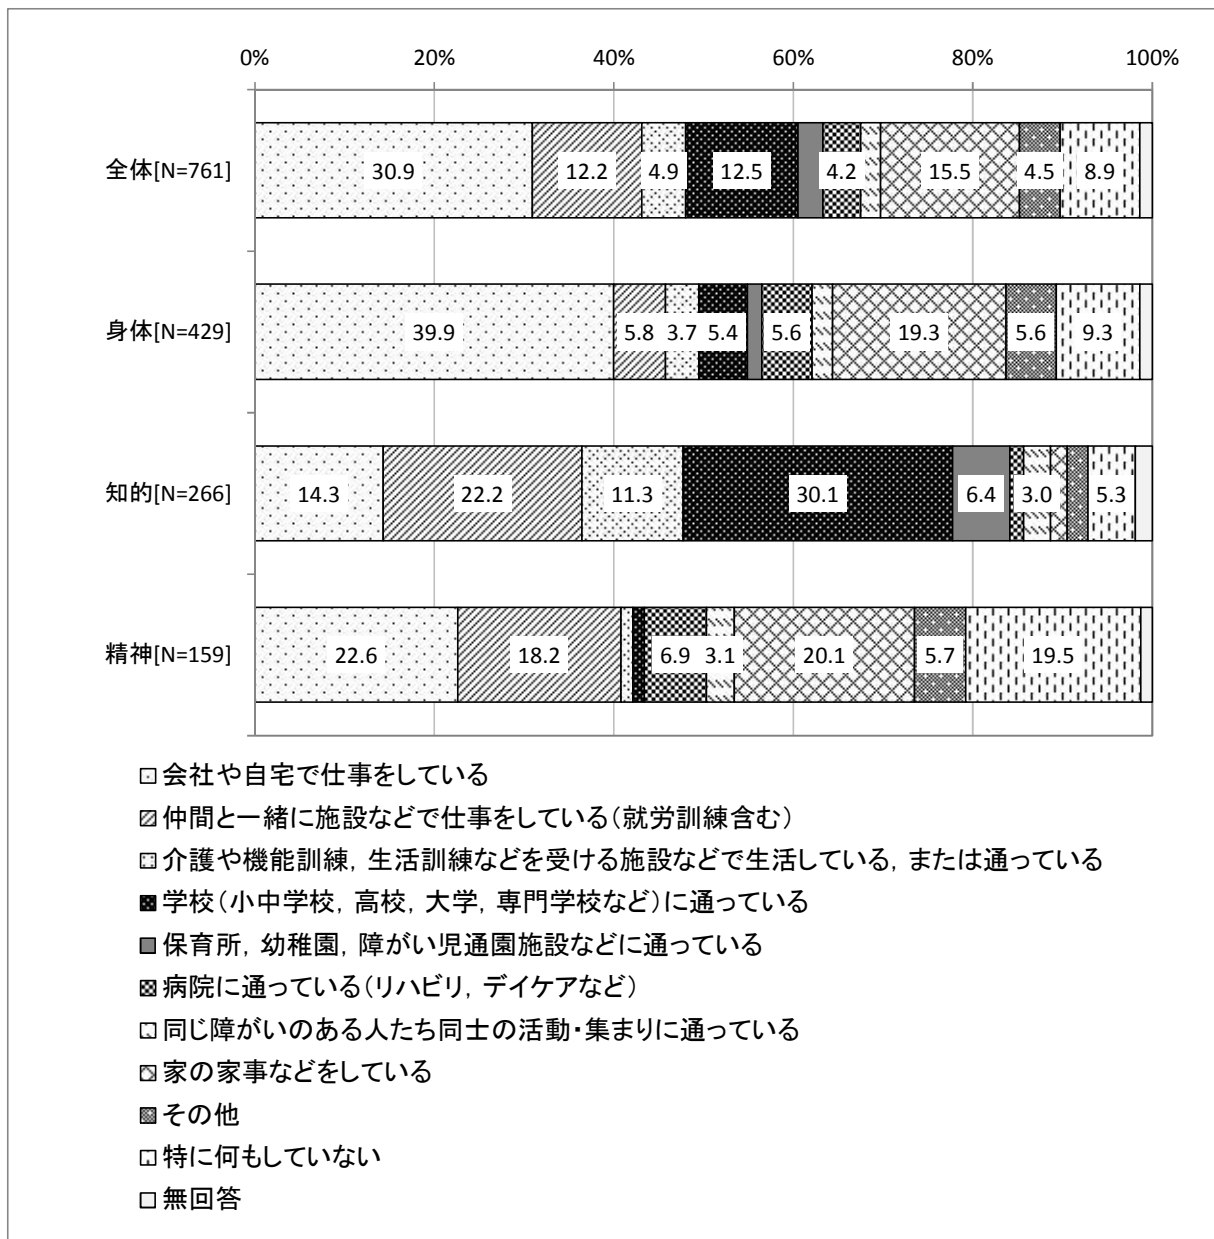 0% 20% 40% 60% 80% 100%
全体[N=761] 30.9 12.2 4.9 12.5 4.2 15.5 4.5 8.9
身体[N=429] 39.9 5.8 3.7 5.4 5.6 19.3 5.6 9.3
知的[N=266] 14.3 22.2 11.3 30.1 6.4 3.0 5.3
精神[N=159] 22.6 18.2 6.9 3.1 20.1 5.7 19.5
会社や自宅で仕事をしている
仲間と一緒に施設などで仕事をしている(就労訓練含む)
介護や機能訓練, 生活訓練などを受ける施設などで生活している, または通っている
学校(小中学校, 高校, 大学, 専門学校など)に通っている
保育所, 幼稚園, 障がい児通園施設などに通っている
病院に通っている(リハビリ, デイケアなど)
同じ障がいのある人たち同士の活動・集まりに通っている
家の家事などをしている
その他
特に何もしていない
無回答